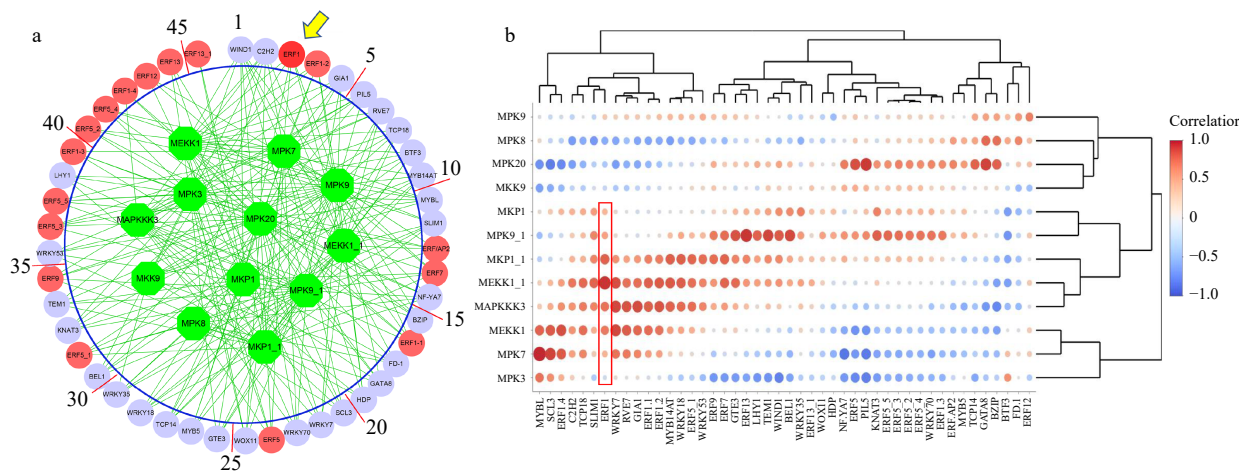 a
1
5
10
15
20
25
30
35
40
45
WIND1
C2H2
ERF1
ERF1-2
GIA1
PIL5
RVE7
TCP18
BTF3
MYB14AT
MYBL
SLIM1
ERF/AP2
ERF7
NF-YA7
BZIP
ERF1-1
FD-1
GATA8
HDP
SCL3
WRKY7
WRKY70
ERF5
WOX11
GTE3
MYB5
TCP14
WRKY18
WRKY35
BEL1
ERF5_1
KNAT3
TEM1
ERF9
WRKY53
ERF5_3
ERF5_5
LHY1
ERF1-3
ERF5_2
ERF5_4
ERF1-4
ERF12
ERF13
ERF13_1
MEKK1
MPK7
MPK3
MPK9
MAPKKK3
MPK20
MEKK1_1
MKK9
MKP1
MPK9_1
MPK8
MKP1_1
b
MPK9
MPK8
MPK20
MKK9
MKP1
MPK9_1
MKP1_1
MEKK1_1
MAPKKK3
MEKK1
MPK7
MPK3
MYBL
SCL3
ERF1.4
C2H2
TCP18
SLIM1
ERF1
WRKY7
RVE7
GIA1
ERF1.1
ERF1.2
MYB14AT
WRKY18
ERF5_1
WRKY53
ERF9
ERF7
GTE3
ERF13
LHY1
TEM1
WIND1
BEL1
WRKY35
ERF13_1
WOX11
HDP
NF.YA7
ERF5
PIL5
KNAT3
ERF5_5
ERF5_3
ERF5_2
ERF5_4
WRKY70
ERF1.3
ERF.AP2
MYB5
TCP14
GATA8
BZIP
BTF3
FD.1
ERF12
Correlation
1.0
0.5
0
−0.5
−1.0